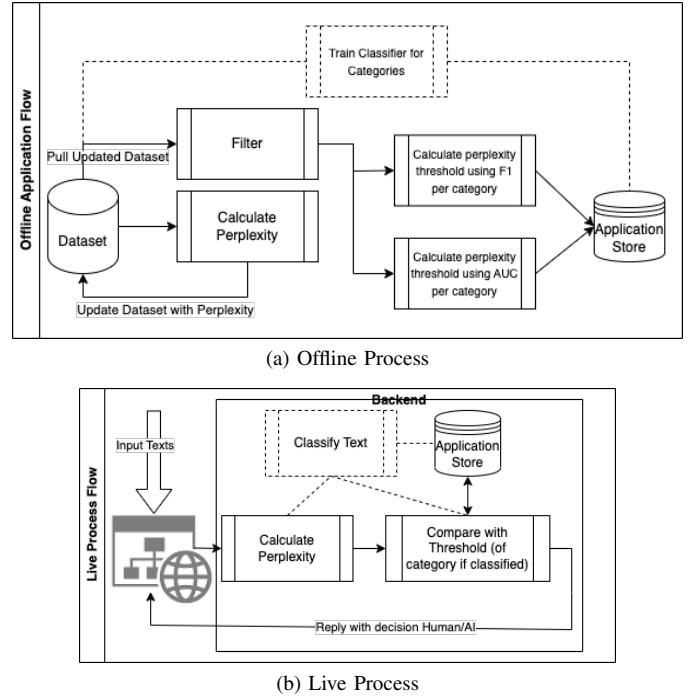 Offline Application Flow
Train Classifier for
Categories
Pull Updated Dataset
Filter
Calculate perplexity
threshold using F1
per category
Dataset
Calculate
Perplexity
Application
Store
Calculate perplexity
threshold using AUC
per category
Update Dataset with Perplexity
(a) Offline Process
Live Process Flow
Backend
Input Texts
Classify Text
Application
Store
Calculate
Perplexity
Compare with
Threshold (of
category if classified)
Reply with decision Human/AI
(b) Live Process